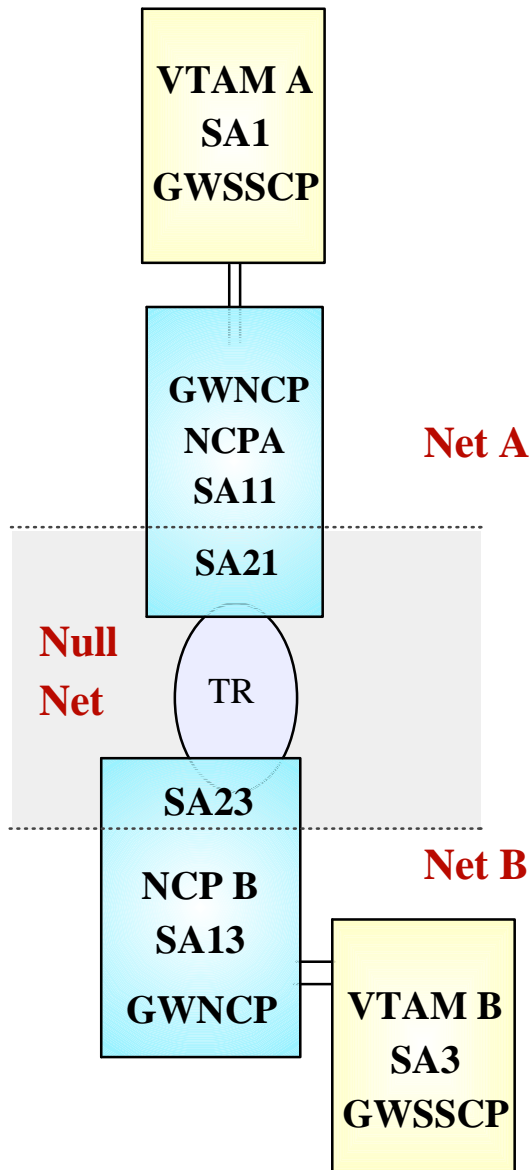 VTAM A
SA1
GWSSCP
GWNCP
NCPA
SA11
Net A
SA21
Null
Net
TR
SA23
Net B
NCP B
SA13
GWNCP
VTAM B
SA3
GWSSCP